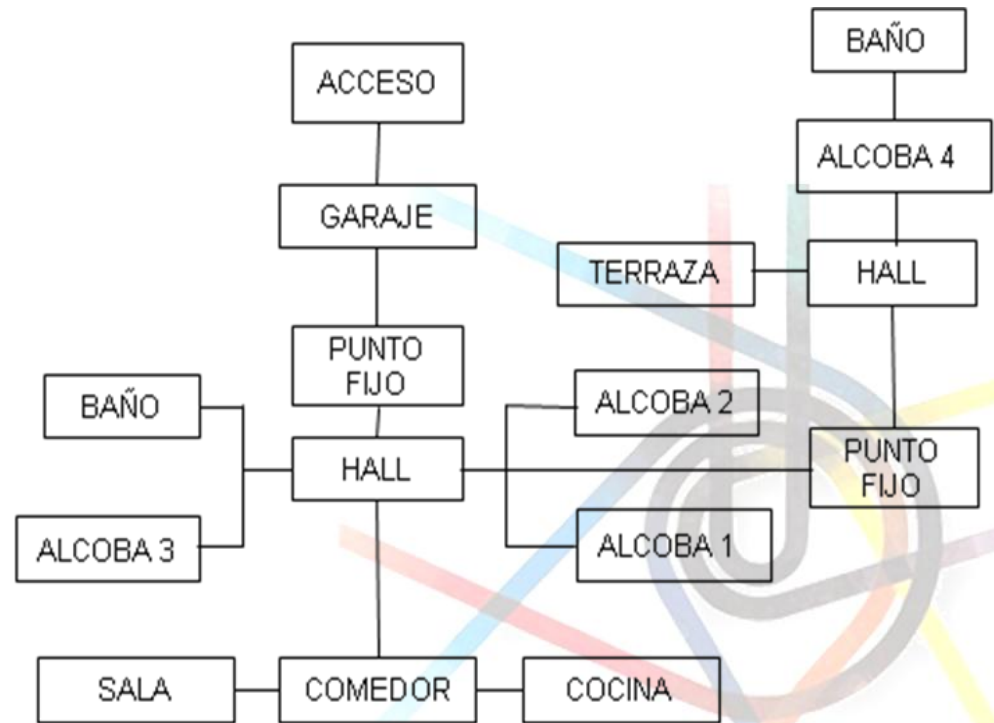 BAÑO
ACCESO
ALCOBA 4
GARAJE
TERRAZA
HALL
PUNTO
FIJO
BAÑO
ALCOBA 2
HALL
PUNTO
FIJO
ALCOBA 3
ALCOBA 1
SALA
COMEDOR
COCINA